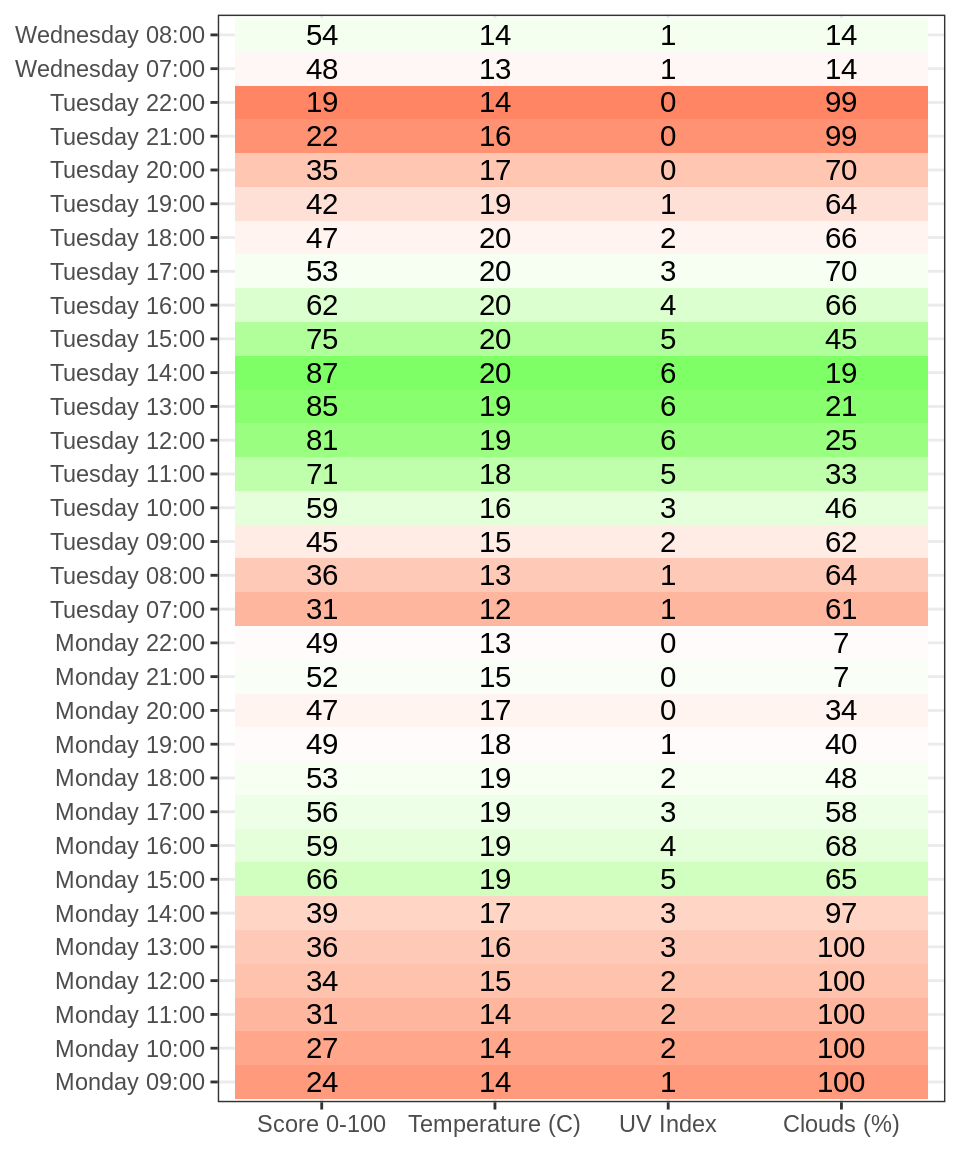 Wednesday 08:00 54 14 1 14
Wednesday 07:00 48 13 1 14
Tuesday 22:00 19 14 0 99
Tuesday 21:00 22 16 0 99
Tuesday 20:00 35 17 0 70
Tuesday 19:00 42 19 1 64
Tuesday 18:00 47 20 2 66
Tuesday 17:00 53 20 3 70
Tuesday 16:00 62 20 4 66
Tuesday 15:00 75 20 5 45
Tuesday 14:00 87 20 6 19
Tuesday 13:00 85 19 6 21
Tuesday 12:00 81 19 6 25
Tuesday 11:00 71 18 5 33
Tuesday 10:00 59 16 3 46
Tuesday 09:00 45 15 2 62
Tuesday 08:00 36 13 1 64
Tuesday 07:00 31 12 1 61
Monday 22:00 49 13 0 7
Monday 21:00 52 15 0 7
Monday 20:00 47 17 0 34
Monday 19:00 49 18 1 40
Monday 18:00 53 19 2 48
Monday 17:00 56 19 3 58
Monday 16:00 59 19 4 68
Monday 15:00 66 19 5 65
Monday 14:00 39 17 3 97
Monday 13:00 36 16 3 100
Monday 12:00 34 15 2 100
Monday 11:00 31 14 2 100
Monday 10:00 27 14 2 100
Monday 09:00 24 14 1 100
Score 0-100 Temperature (C) UV Index Clouds (%)